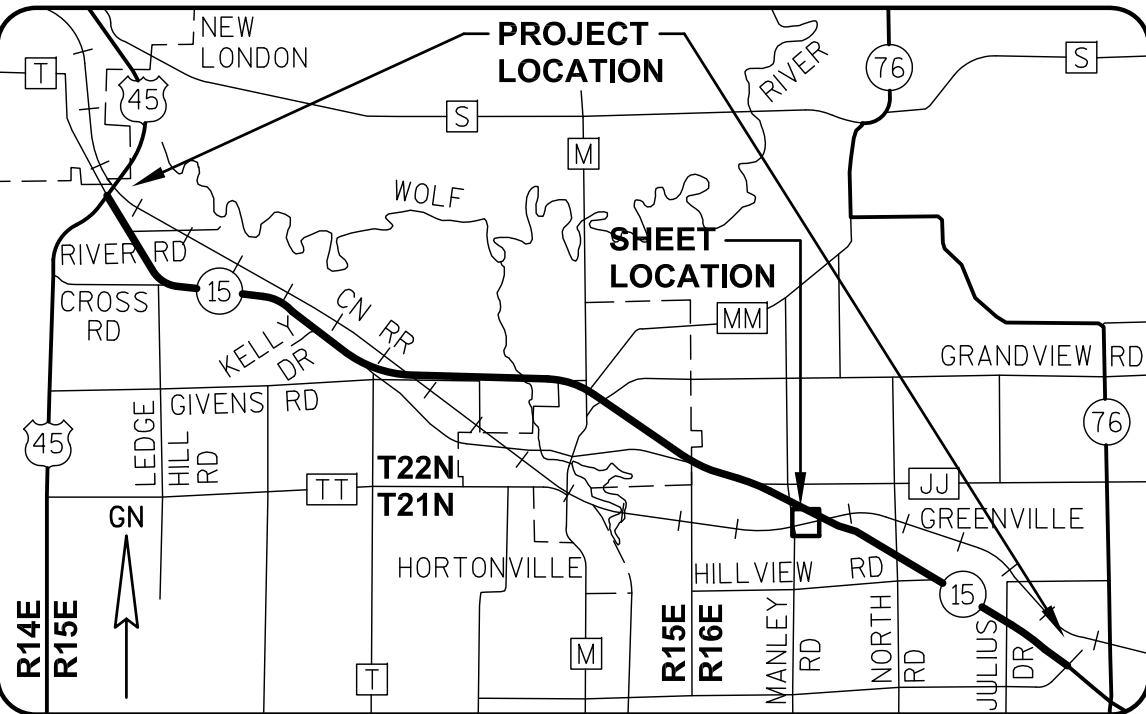 NEW
LONDON
PROJECT
LOCATION
RIVER
76
S
T
45
S
M
WOLF
SHEET
LOCATION
RIVER RD
15
CROSS
RD
CN RR
MM
KELLY
DR
GRANDVIEW RD
GIVENS RD
45
LEDGE
HILL
RD
76
T22N
TT
T21N
JJ
GN
GREENVILLE
HORTONVILLE
HILLVIEW RD
15
R14E
R15E
R15E
R16E
MANLEY
RD
NORTH
RD
JULIUS
DR
M
T